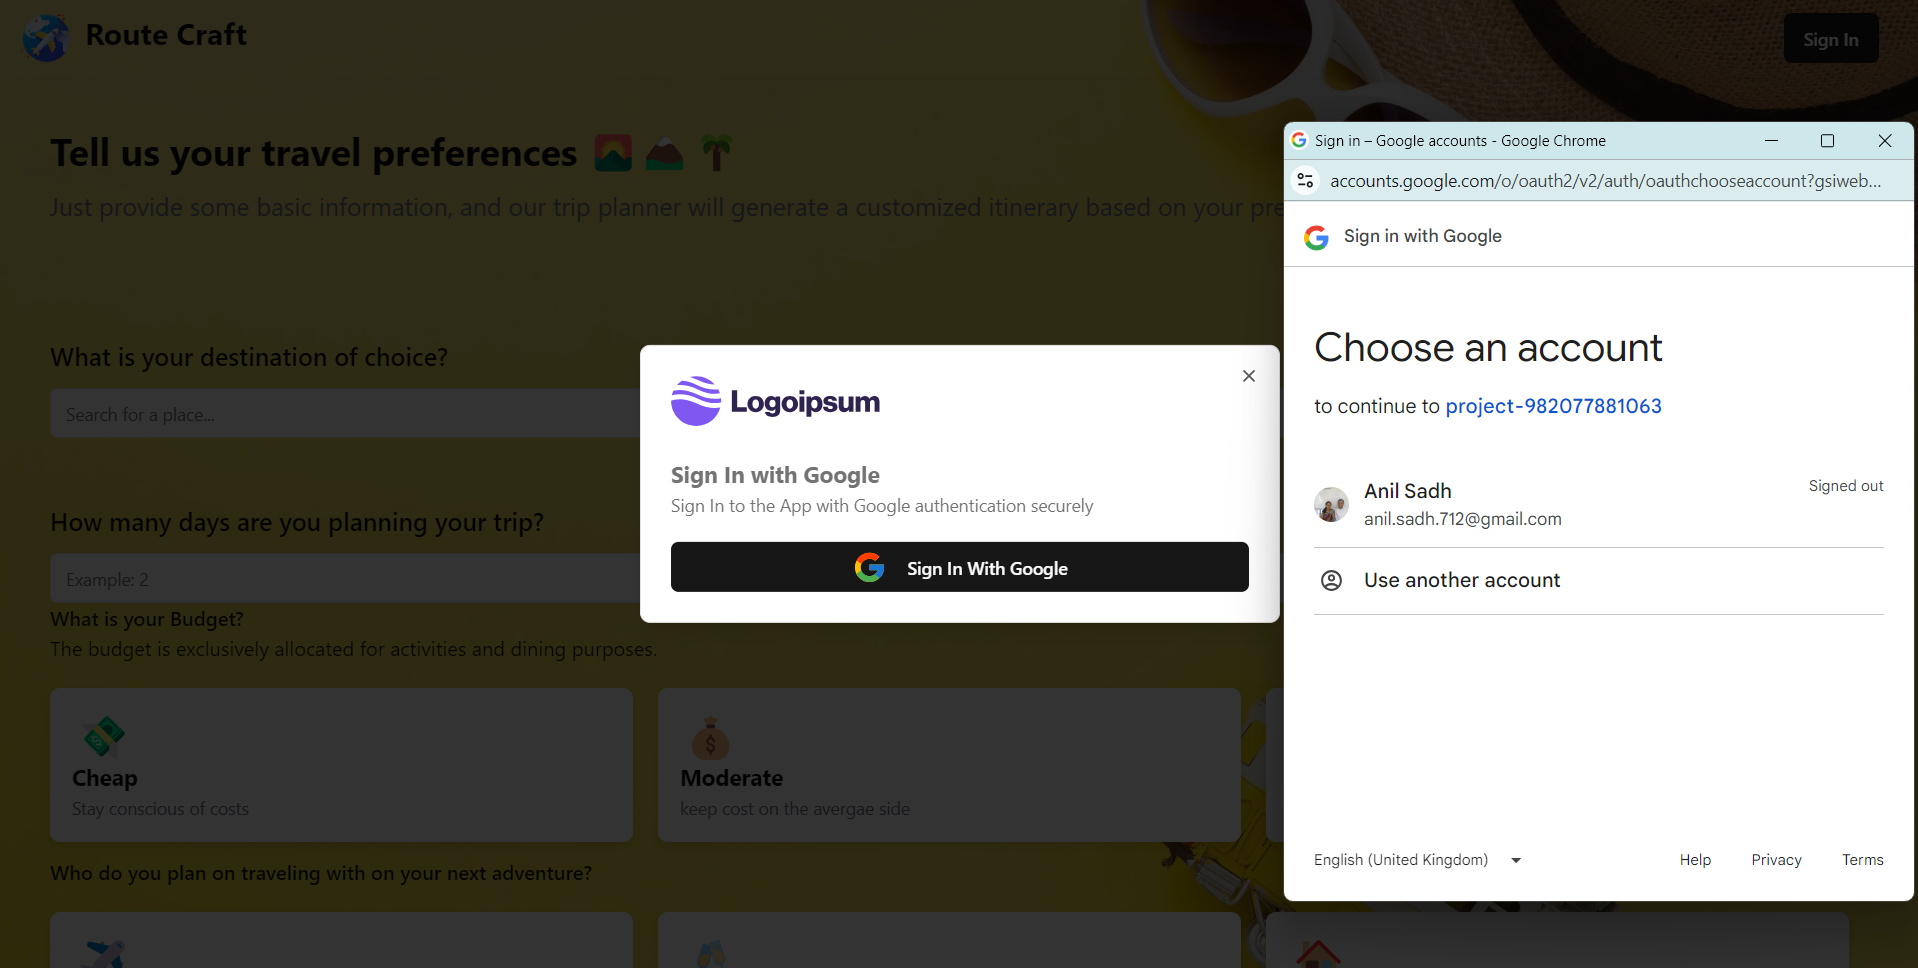 Route Craft
Sign In
Tell us your travel preferences
Just provide some basic information, and our trip planner will generate a customized itinerary based on your pre
What is your destination of choice?
Search for a place...
How many days are you planning your trip?
Example: 2
What is your Budget?
The budget is exclusively allocated for activities and dining purposes.
Cheap
Stay conscious of costs
Moderate
keep cost on the avergae side
Who do you plan on traveling with on your next adventure?
Logoipsum
Sign In with Google
Sign In to the App with Google authentication securely
Sign In With Google
Sign in – Google accounts - Google Chrome
accounts.google.com/o/oauth2/v2/auth/oauthchooseaccount?gsiweb...
Sign in with Google
Choose an account
to continue to project-982077881063
Anil Sadh
Signed out
anil.sadh.712@gmail.com
Use another account
English (United Kingdom)
Help Privacy Terms